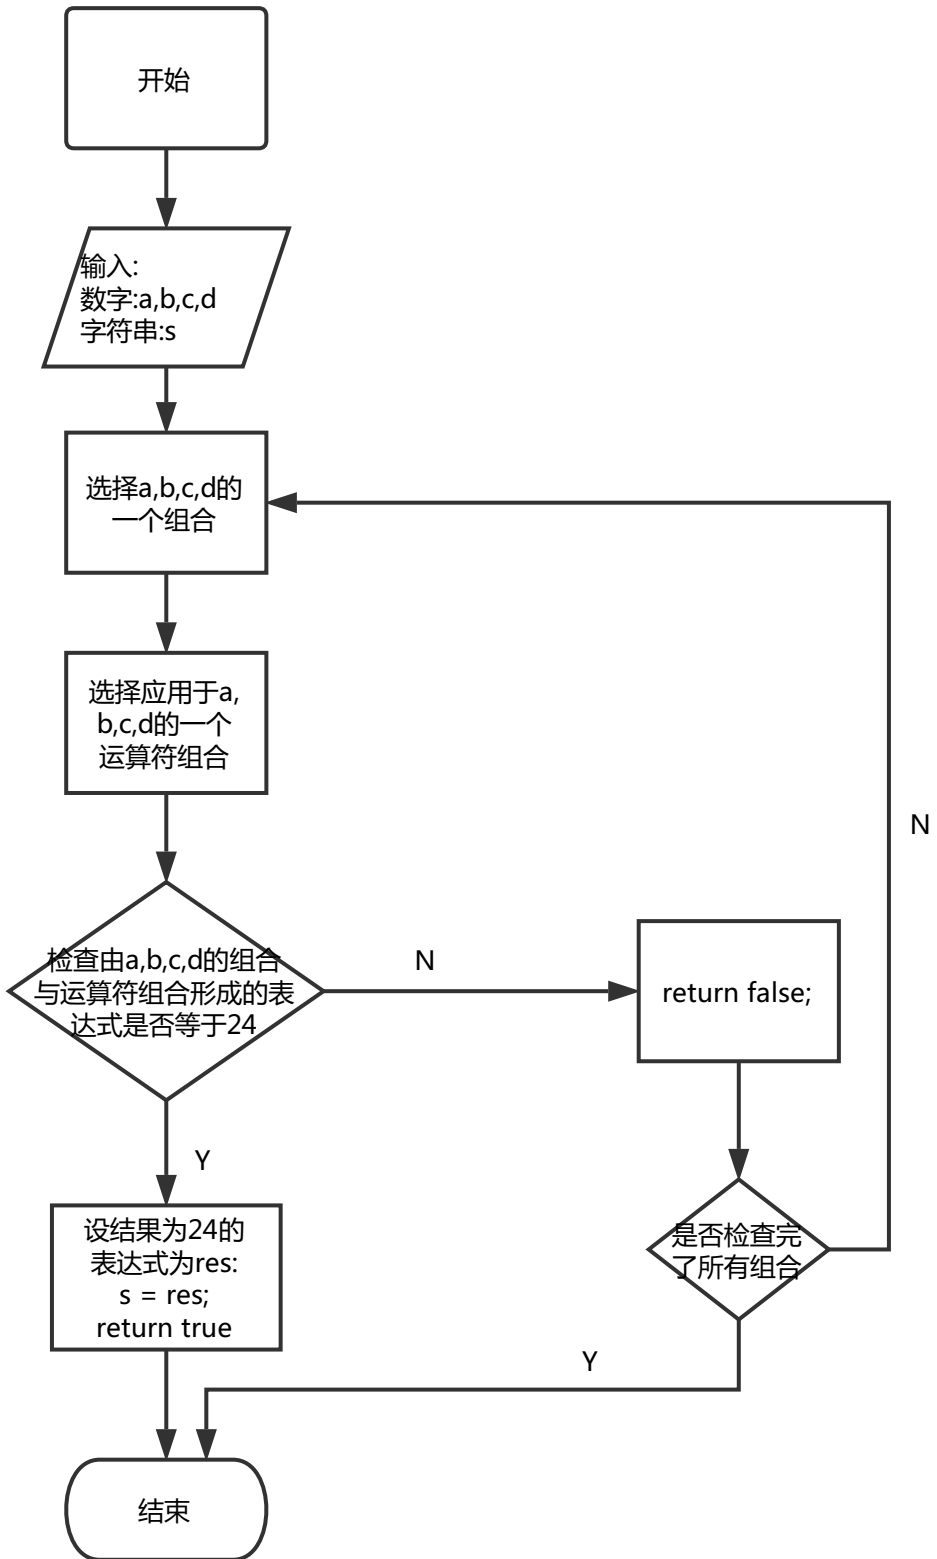 开始
输入:
数字:a,b,c,d
字符串:s
选择a,b,c,d的
一个组合
选择应用于a,
b,c,d的一个
运算符组合
N
检查由a,b,c,d的组合
与运算符组合形成的表
达式是否等于24
N
return false;
Y
设结果为24的
表达式为res:
s = res;
return true
是否检查完
了所有组合
Y
结束